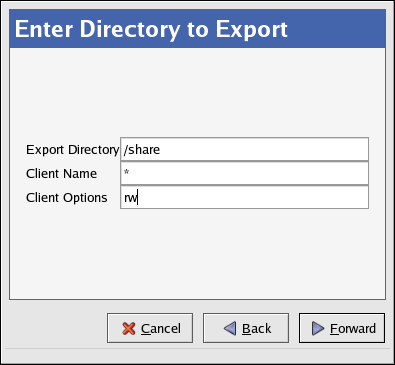 Enter Directory to Export
Export Directory /share
Client Name *
Client Options rw
Cancel Back Forward